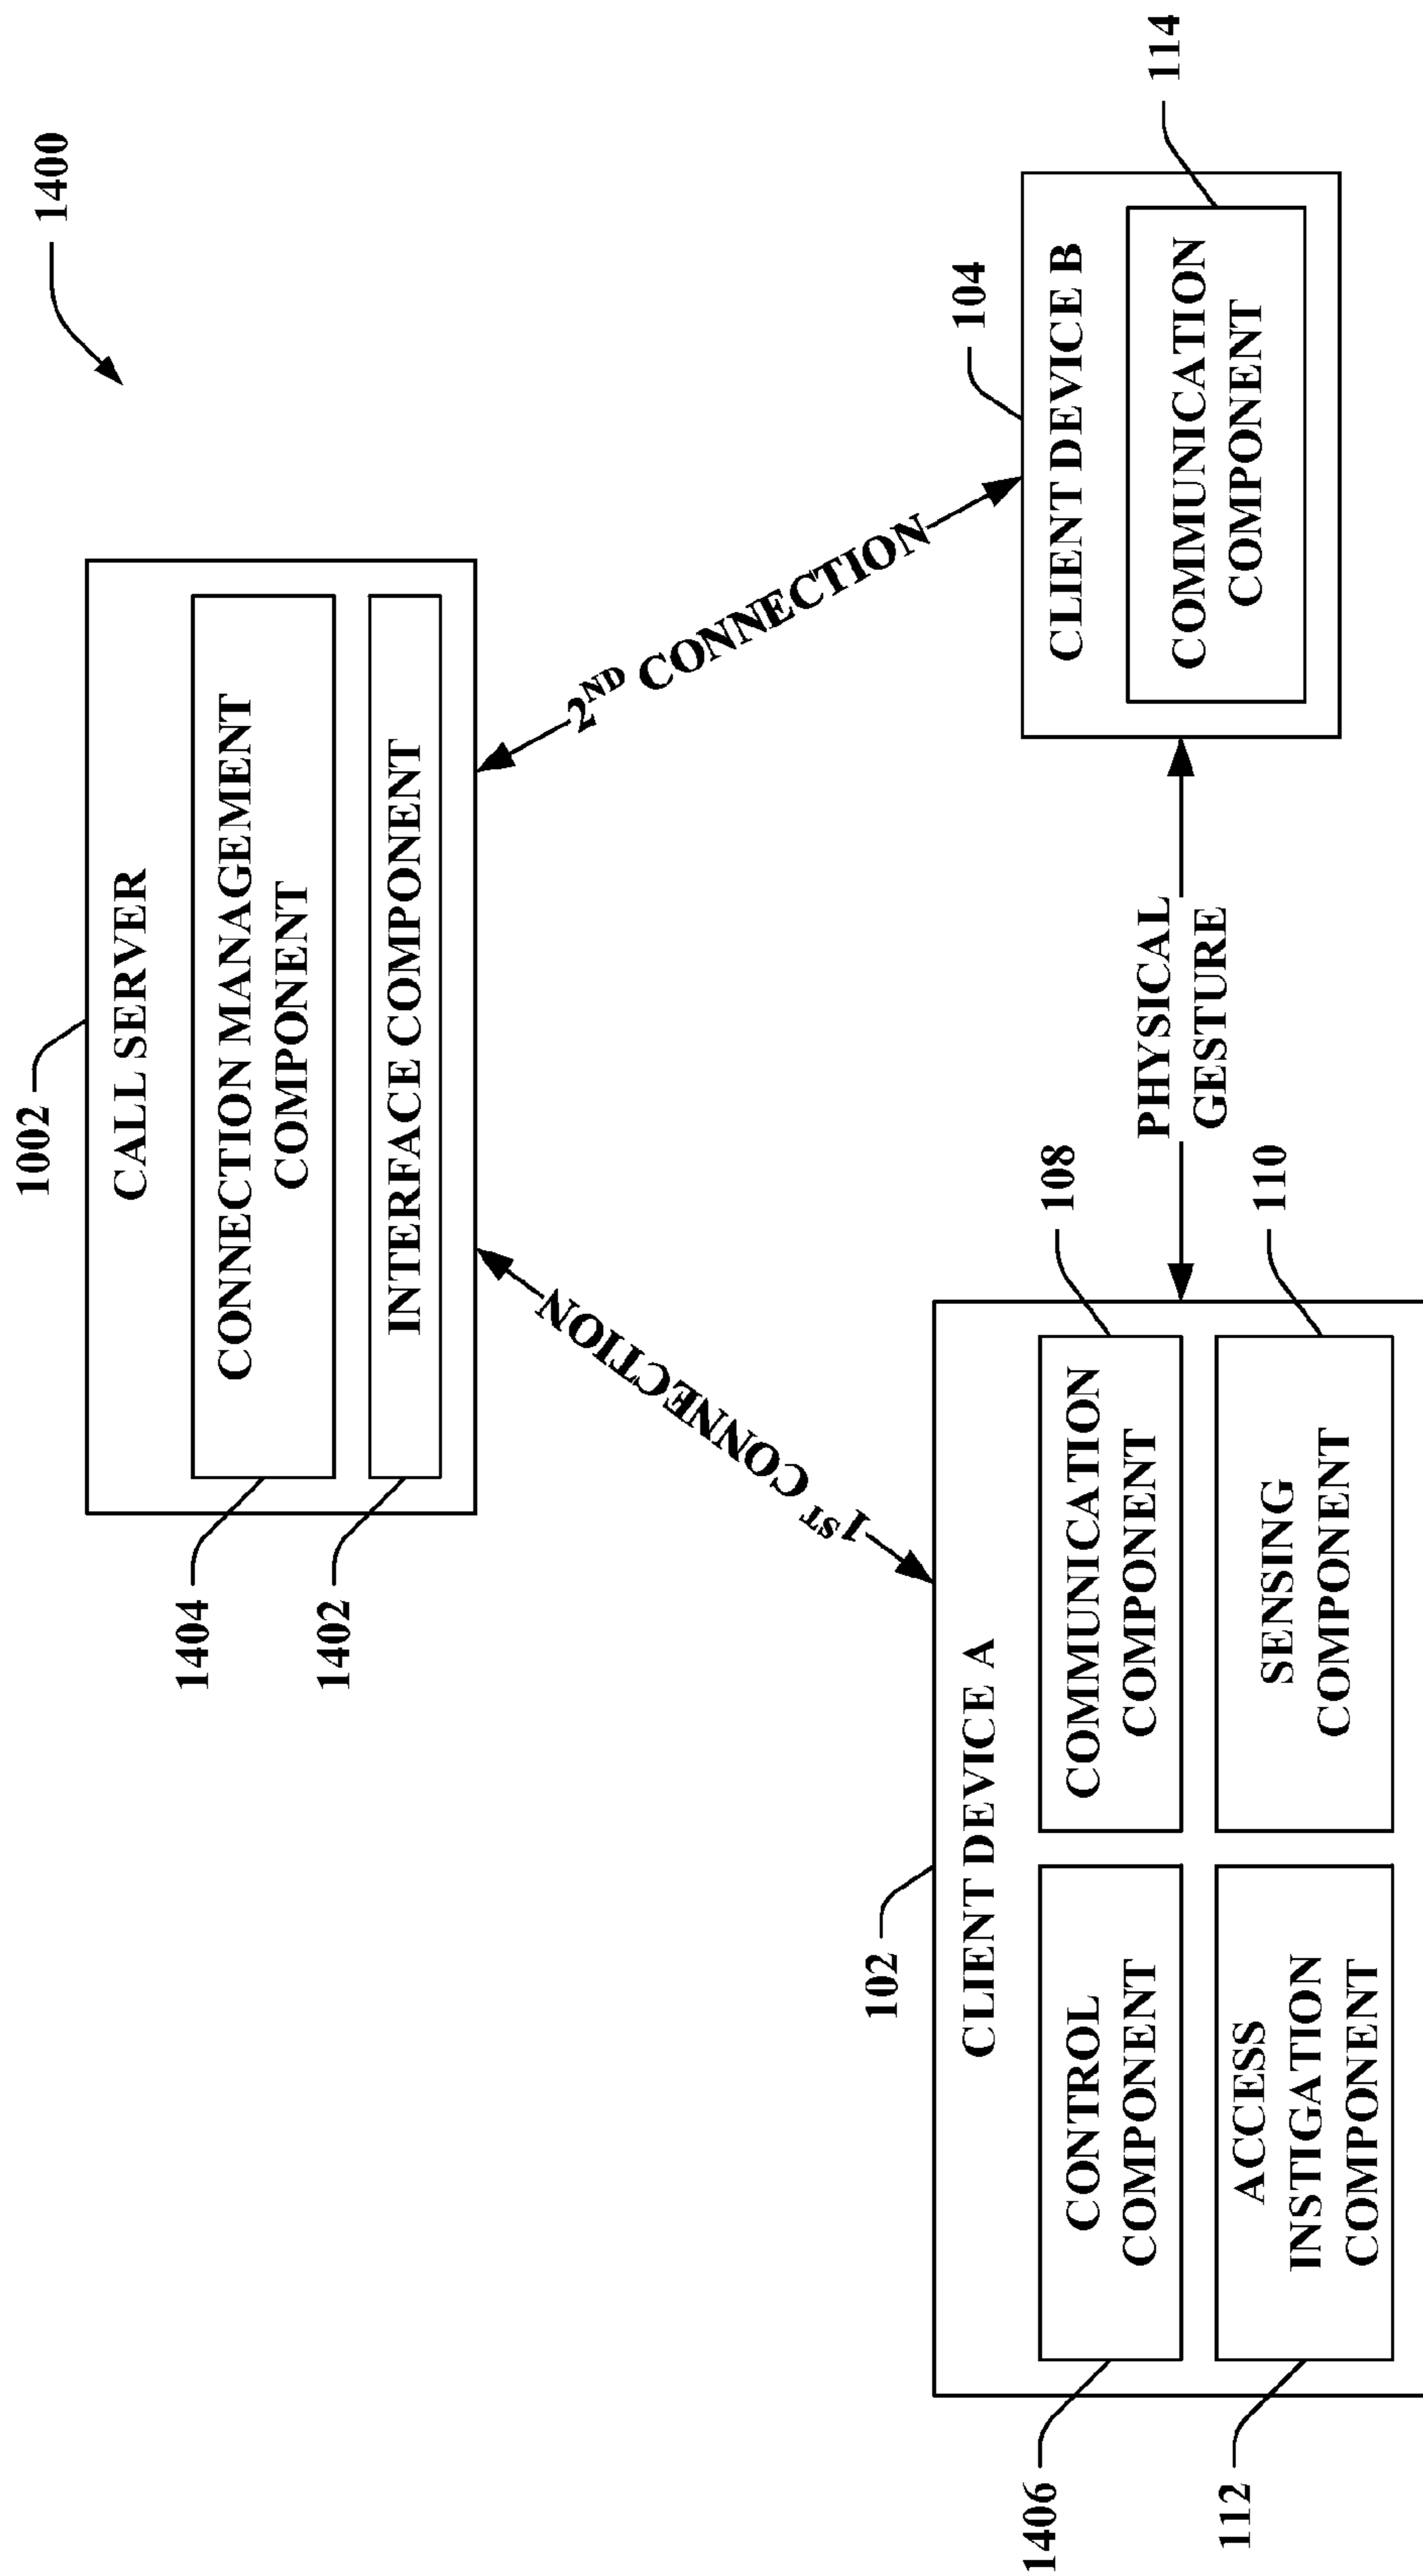 1400
1002
CALL SERVER
1404
CONNECTION MANAGEMENT
COMPONENT
1402
INTERFACE COMPONENT
1ST CONNECTION
2ND CONNECTION
102
CLIENT DEVICE A
1406
CONTROL
COMPONENT
COMMUNICATION
COMPONENT
108
112
ACCESS
INSTIGATION
COMPONENT
SENSING
COMPONENT
110
PHYSICAL
GESTURE
104
CLIENT DEVICE B
COMMUNICATION
COMPONENT
114